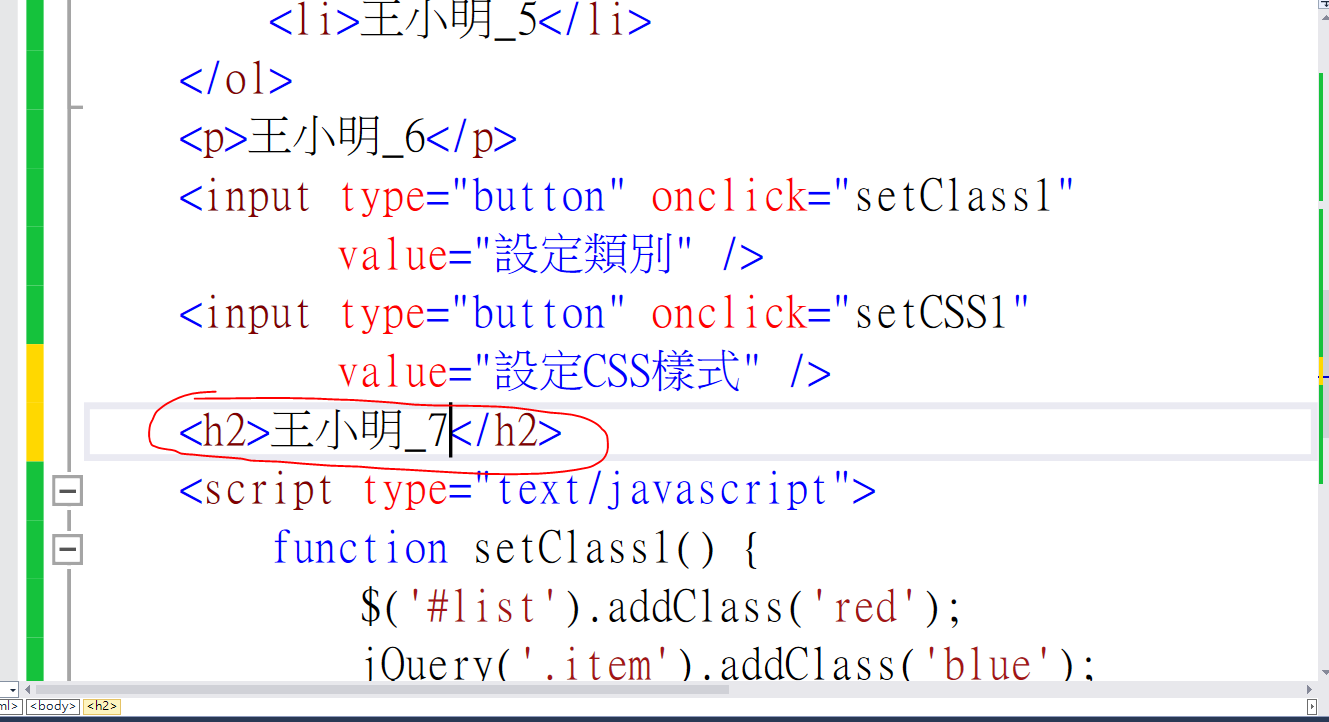 <li>王小明_5</li>
</ol>
<p>王小明_6</p>
<input type="button" onclick="setClass1"
value="設定類別" />
<input type="button" onclick="setCSS1"
value="設定CSS樣式" />
<h2>王小明_7</h2>
<script type="text/javascript">
function setClass1() {
$('#list').addClass('red');
jQuery('.item').addClass('blue');
ml> <body> <h2>